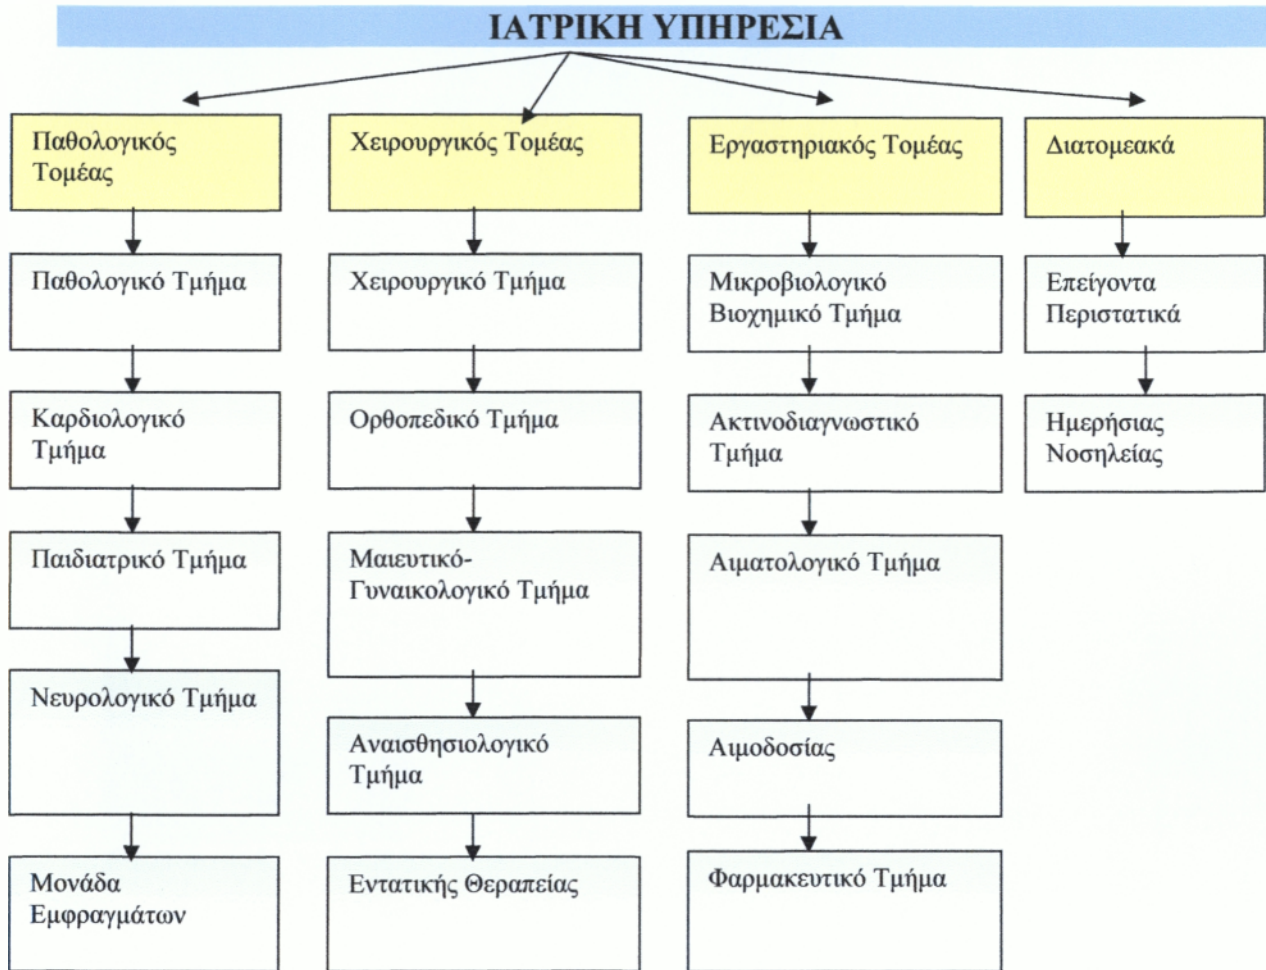 ΙΑΤΡΙΚΗ ΥΠΗΡΕΣΙΑ
Παθολογικός
Τομέας
Παθολογικό Τμήμα
Καρδιολογικό
Τμήμα
Παιδιατρικό Τμήμα
Νευρολογικό Τμήμα
Μονάδα
Εμφραγμάτων
Χειρουργικός Τομέας
Χειρουργικό Τμήμα
Ορθοπεδικό Τμήμα
Μαιευτικό-
Γυναικολογικό Τμήμα
Αναισθησιολογικό
Τμήμα
Εντατικής Θεραπείας
Εργαστηριακός Τομέας
Μικροβιολογικό
Βιοχημικό Τμήμα
Ακτινοδιαγνωστικό
Τμήμα
Αιματολογικό Τμήμα
Αιμοδοσίας
Φαρμακευτικό Τμήμα
Διατομεακά
Επείγοντα
Περιστατικά
Ημερήσιας
Νοσηλείας